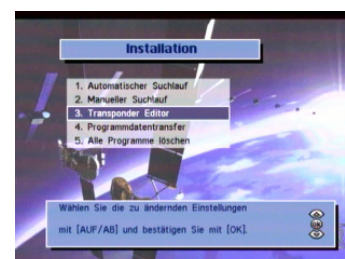 Installation
1. Automatischer Suchlauf
2. Manueller Suchlauf
3. Transponder Editor
4. Programmdatentransfer
5. Alle Programme löschen
Wählen Sie die zu ändernden Einstellungen
mit [AUF/AB] und bestätigen Sie mit [OK].
OK